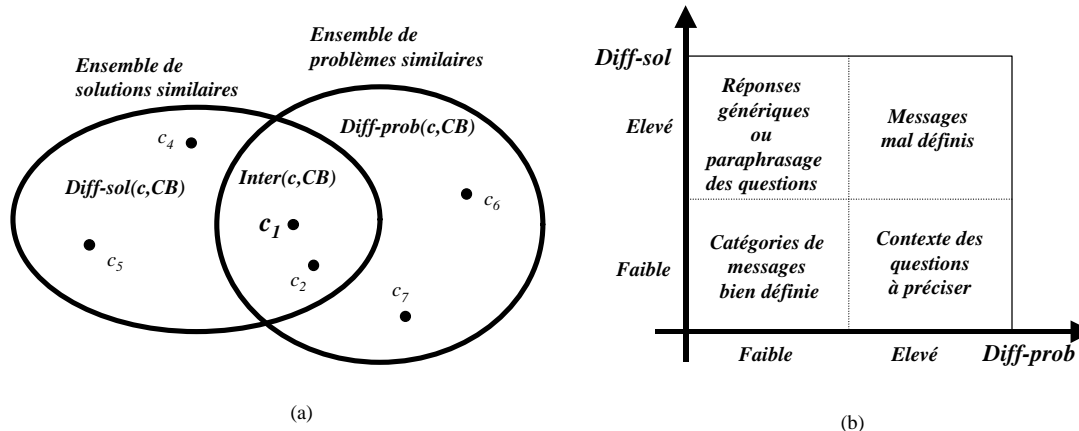 Ensemble de
solutions similaires
Ensemble de
problèmes similaires
c4
Diff-sol(c,CB)
c5
Inter(c,CB)
c1
c2
Diff-prob(c,CB)
c6
c7
(a)
Diff-sol
Elevé
Faible
Réponses
génériques
ou
paraphrasage
des questions
Messages
mal définis
Catégories de
messages
bien définie
Contexte des
questions
à préciser
Faible
Elevé
Diff-prob
(b)